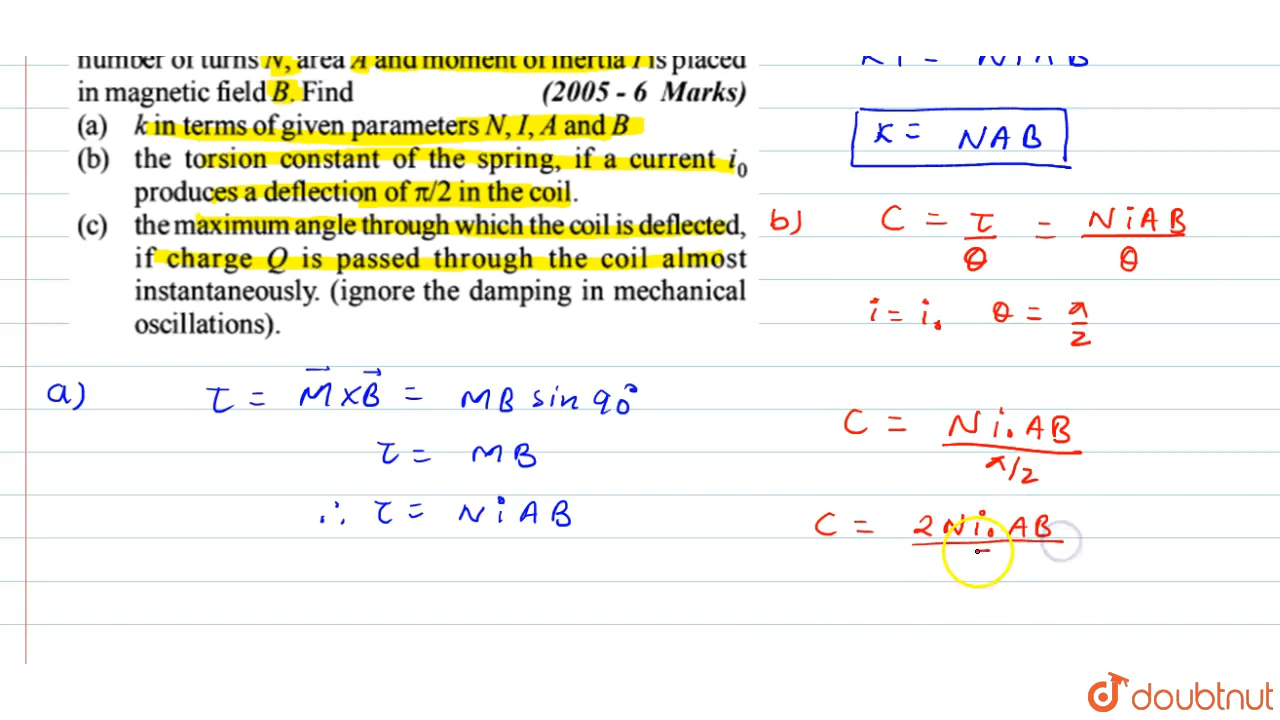 number of turns N, area A and moment of inertia I is placed
in magnetic field B. Find (2005 - 6 Marks)
(a) k in terms of given parameters N, I, A and B
(b) the torsion constant of the spring, if a current i₀
produces a deflection of π/2 in the coil.
(c) the maximum angle through which the coil is deflected,
if charge Q is passed through the coil almost
instantaneously. (ignore the damping in mechanical
oscillations).
a) τ = M⃗ × B⃗ = MB sin 90°
τ = MB
∴ τ = NiAB
Ki = NiAB
K = NAB
b) C = τ/θ = NiAB/θ
i = i₀ θ = π/2
C = Ni₀AB/π/2
C = 2Ni₀AB
doubtnut